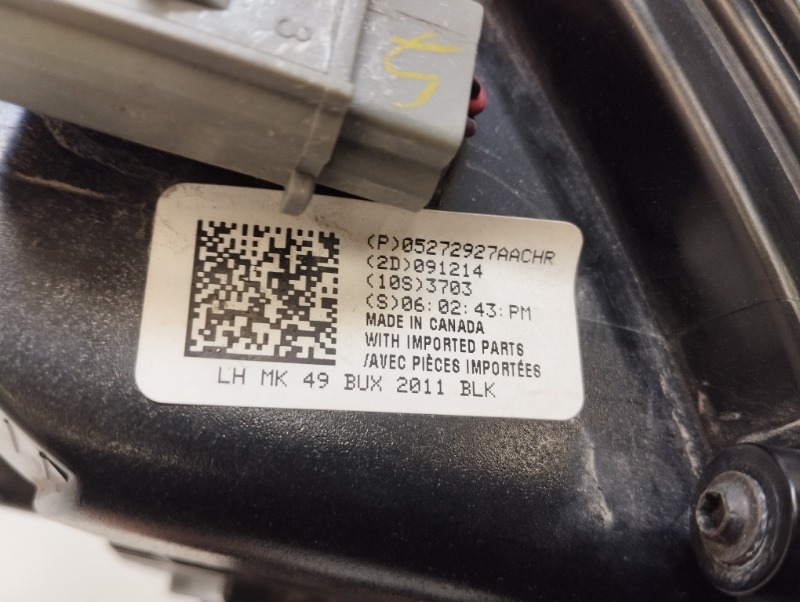 3
(P)05272927AACHR
(2D)091214
(10S)3703
(S)06:02:43:PM
MADE IN CANADA
WITH IMPORTED PARTS
/AVEC PIÈCES IMPORTÉES
LH MK 49 BUX 2011 BLK